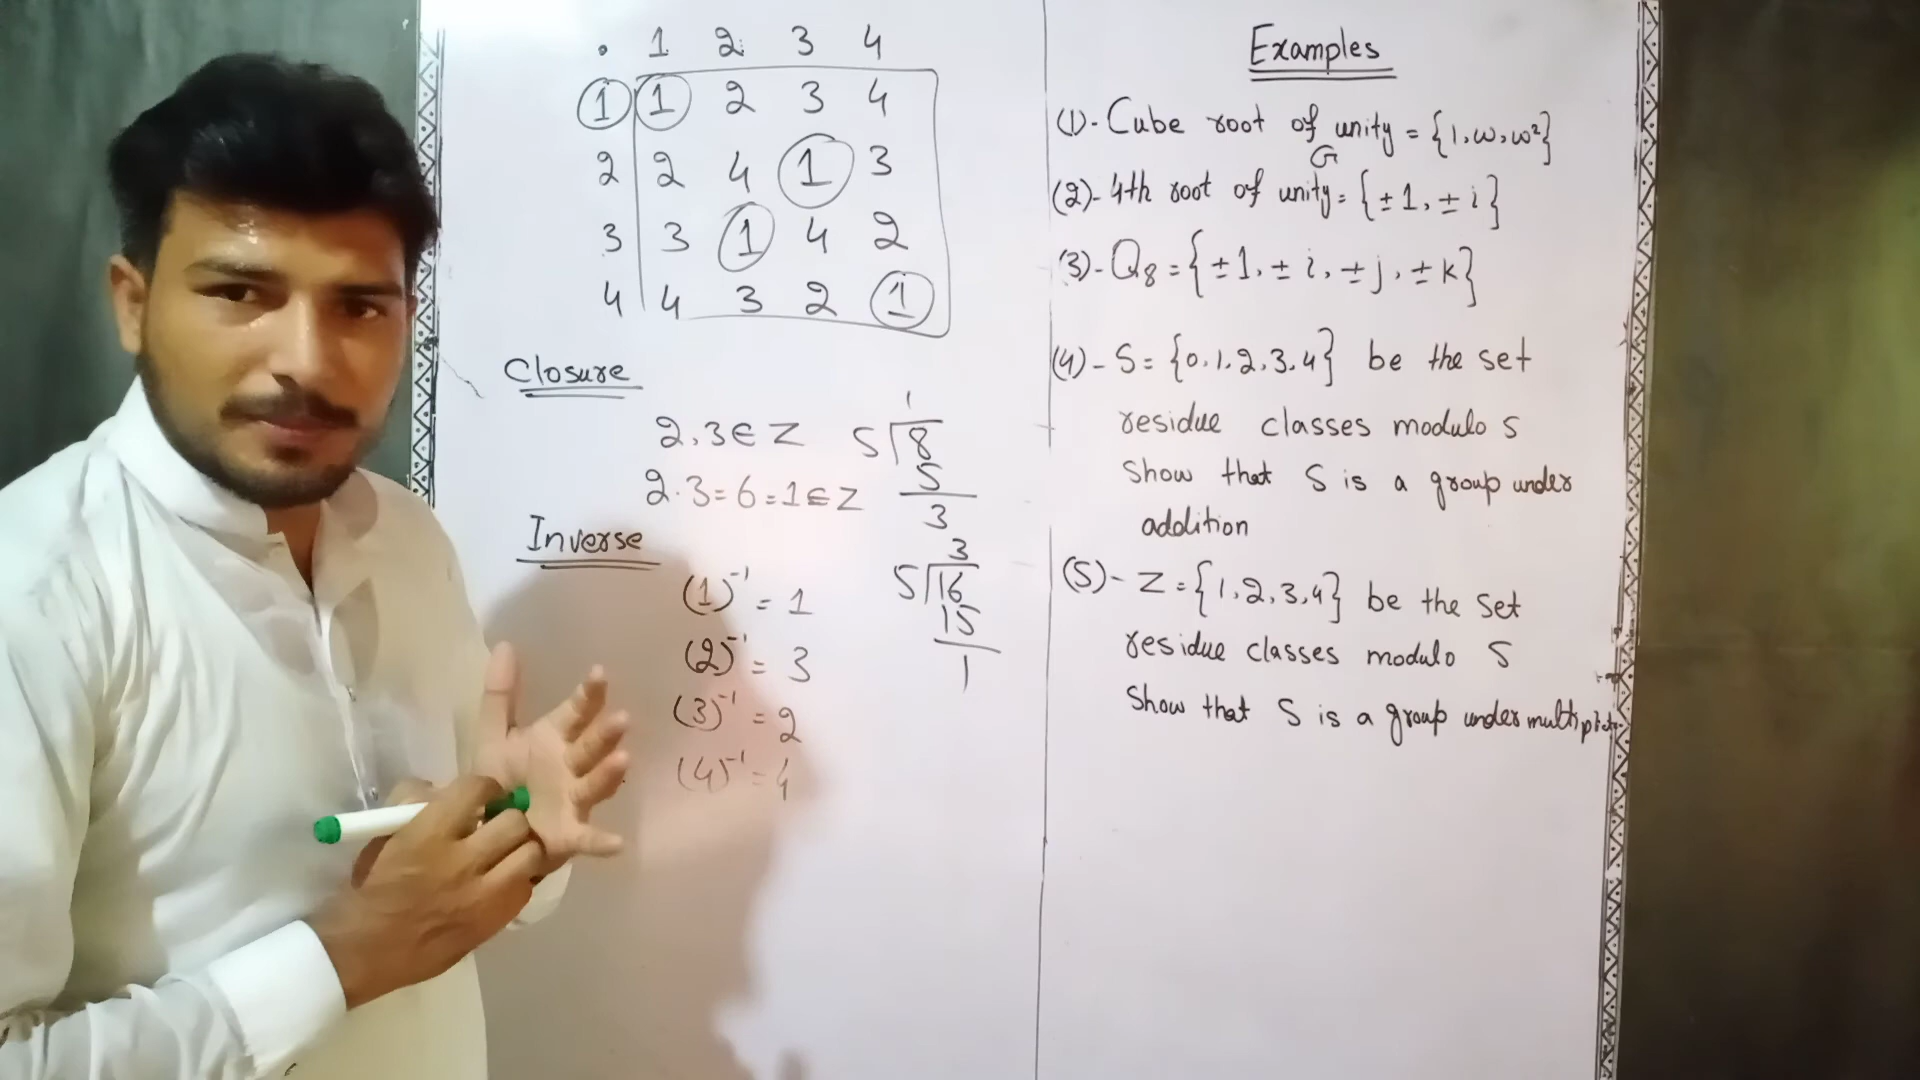 . 1 2 3 4
1 1 2 3 4
2 2 4 1 3
3 3 1 4 2
4 4 3 2 1
Closure
2,3 ∈ Z
2.3=6=1∈Z
1
5 8
5
3
Inverse
3
5 16
15
1
(1)⁻¹ = 1
(2)⁻¹ = 3
(3)⁻¹ = 2
(4)⁻¹ = 4
Examples
(1)- Cube root of unity = {1, ω, ω²}
G
(2)- 4th root of unity = {±1, ±i}
(3)- Q8 = {±1, ±i, ±j, ±k}
(4)- S = {0,1,2,3,4} be the set
residue classes modulo 5
Show that S is a group under
addition
(5)- Z = {1,2,3,4} be the set
residue classes modulo 5
Show that S is a group under